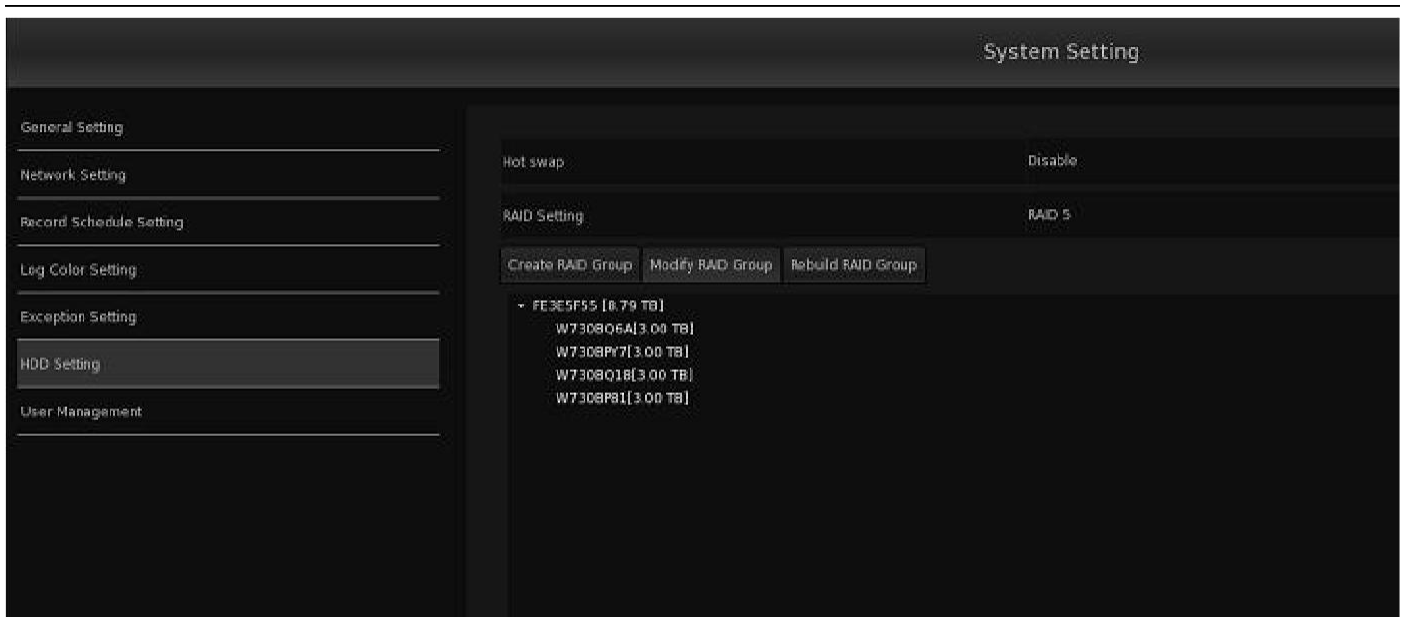 System Setting
General Setting
Network Setting
Record Schedule Setting
Log Color Setting
Exception Setting
HDD Setting
User Management
Hot swap Disable
RAID Setting RAID 5
Create RAID Group Modify RAID Group Rebuild RAID Group
FE3E5F55 [8.79 TB]
W730BQ6A[3.00 TB]
W730BPY7[3.00 TB]
W730BQ18[3.00 TB]
W730BP81[3.00 TB]